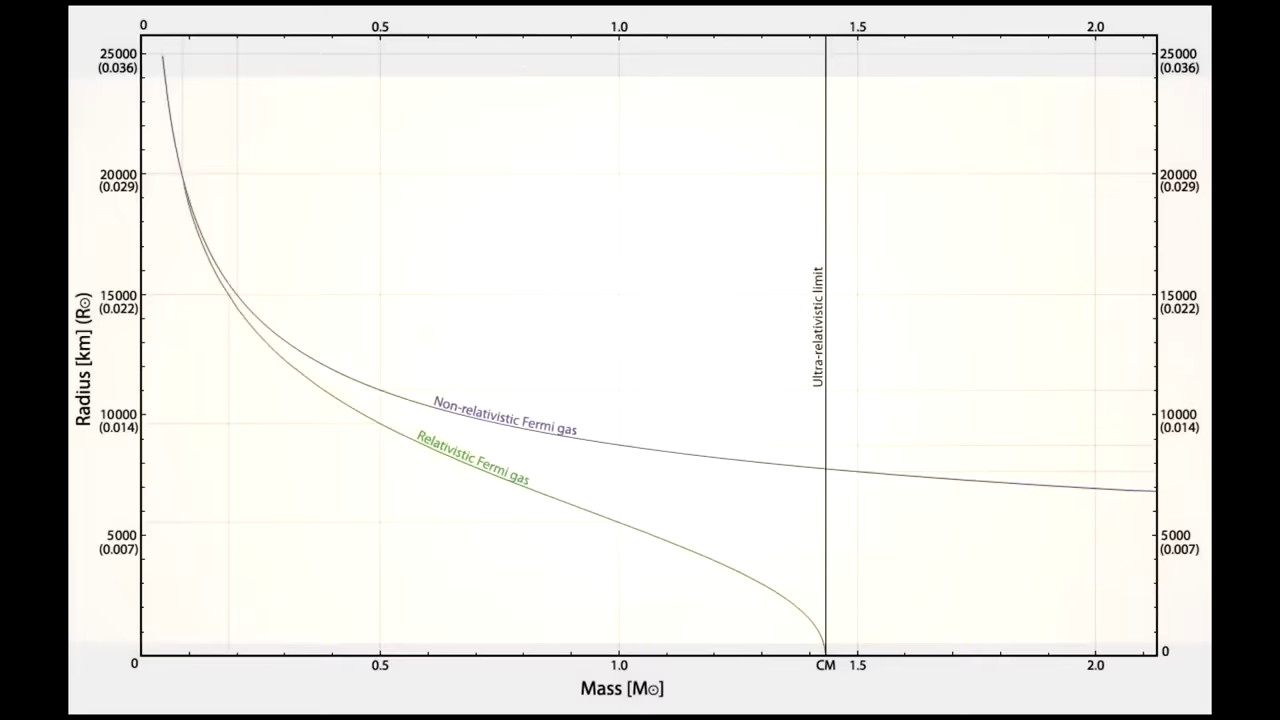 0 0.5 1.0 1.5 2.0
25000 25000
(0.036) (0.036)
20000 20000
(0.029) (0.029)
15000 15000
(0.022) (0.022)
10000 10000
(0.014) (0.014)
5000 5000
(0.007) (0.007)
0 0
Radius [km] (R☉)
Non-relativistic Fermi gas
Relativistic Fermi gas
Ultra-relativistic limit
0.5 1.0 CM 1.5 2.0
Mass [M☉]